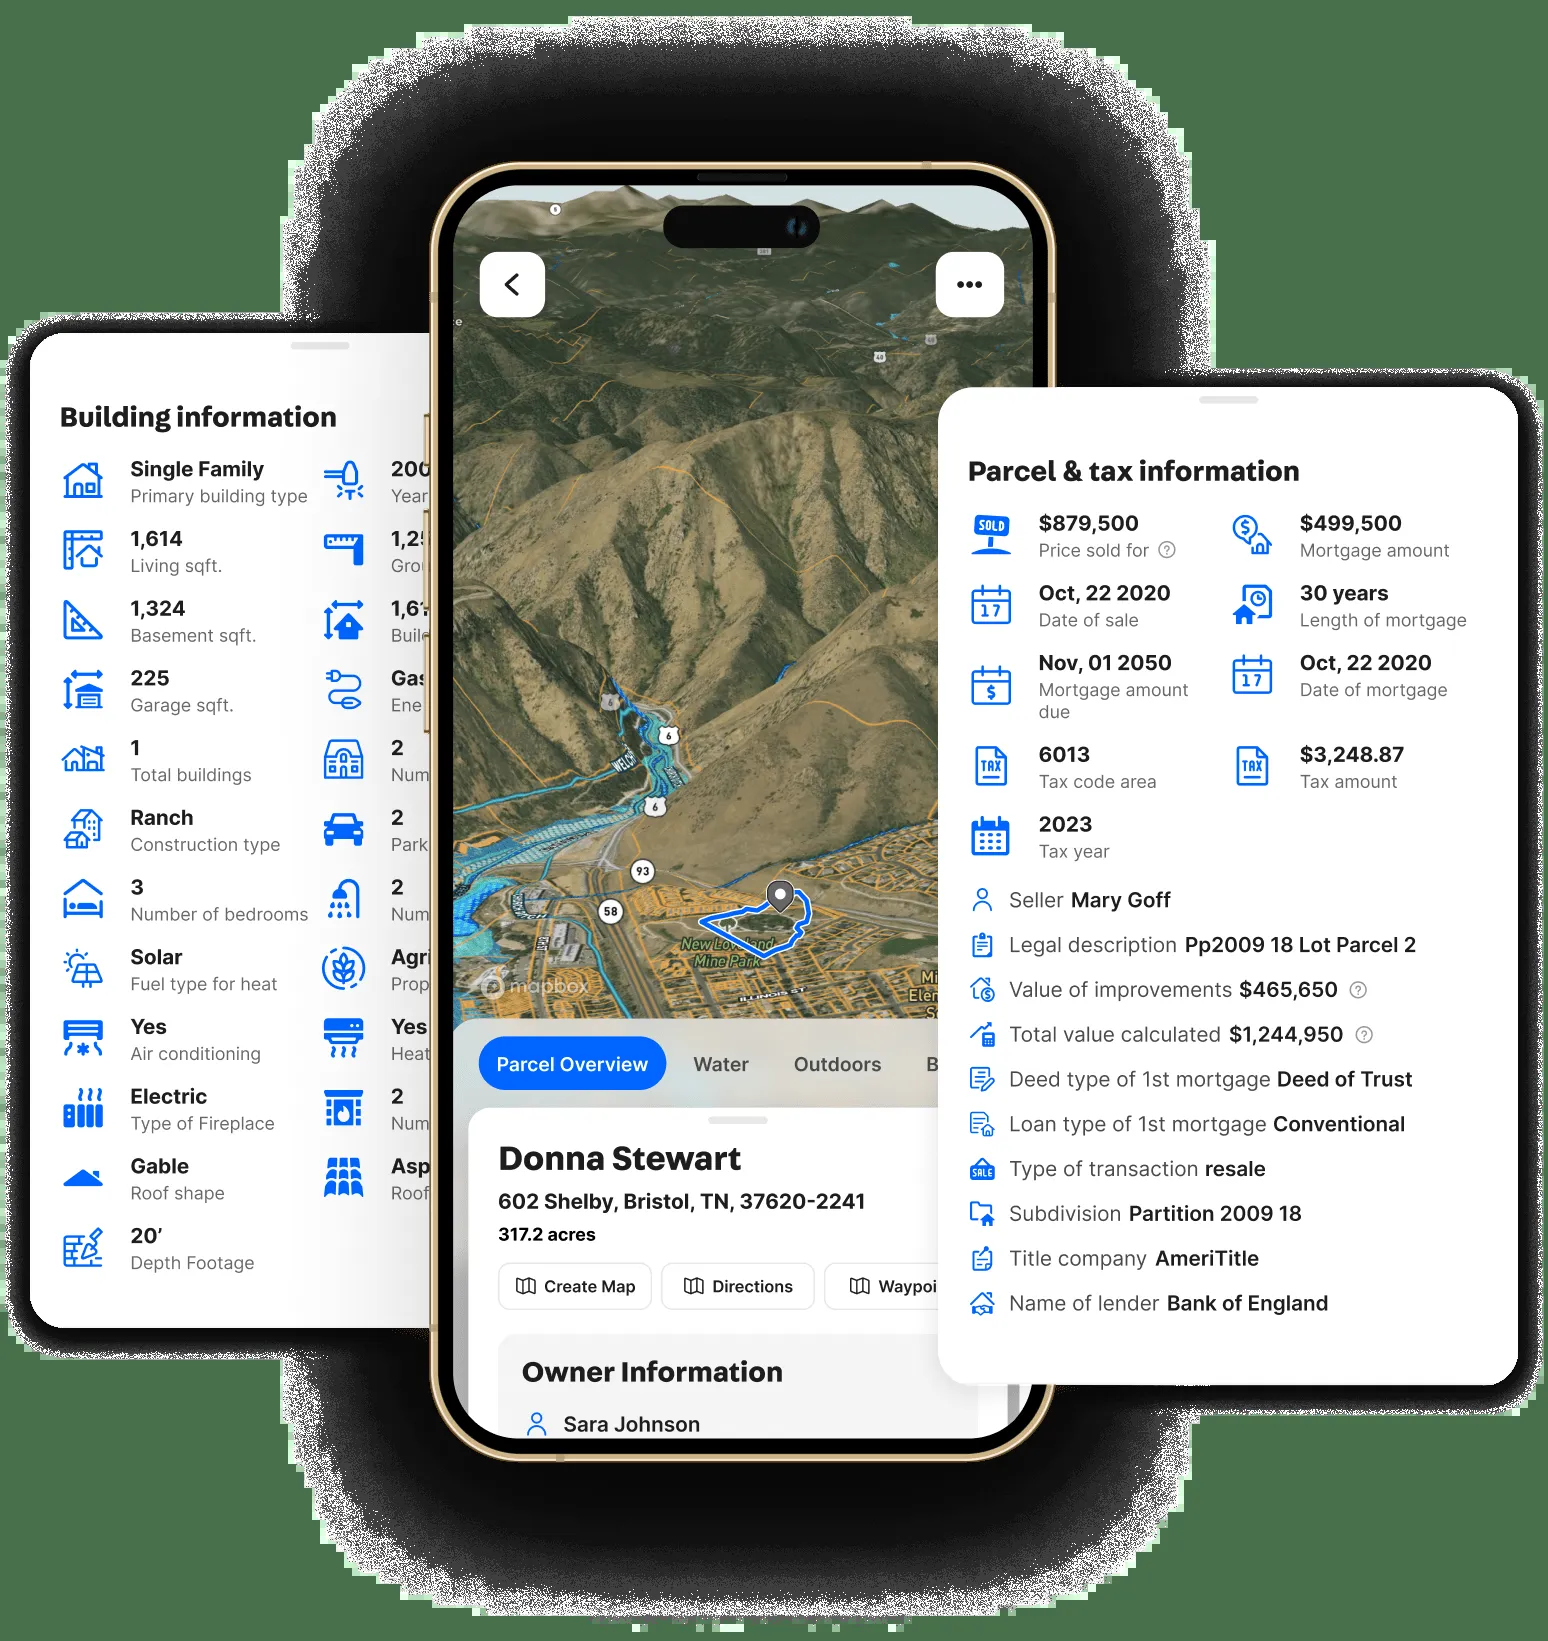 Building information
Single Family
Primary building type
200
Year
1,614
Living sqft.
1,25
Grou
1,324
Basement sqft.
1,61
Build
225
Garage sqft.
Gas
Ene
1
Total buildings
2
Num
Ranch
Construction type
2
Park
3
Number of bedrooms
2
Num
Solar
Fuel type for heat
Agri
Prop
Yes
Air conditioning
Yes
Heat
Electric
Type of Fireplace
2
Num
Gable
Roof shape
Asp
Roof
20’
Depth Footage
6
40
6
6
WELCH
93
58
New Loveland
Mine Park
ILLINOIS ST
mapbox
Mi
Elem
Sc
Parcel Overview
Water
Outdoors
B
Donna Stewart
602 Shelby, Bristol, TN, 37620-2241
317.2 acres
Create Map
Directions
Waypoi
Owner Information
Sara Johnson
Parcel & tax information
SOLD
$879,500
Price sold for ?
$499,500
Mortgage amount
17
Oct, 22 2020
Date of sale
30 years
Length of mortgage
Nov, 01 2050
Mortgage amount
due
17
Oct, 22 2020
Date of mortgage
TAX
6013
Tax code area
TAX
$3,248.87
Tax amount
2023
Tax year
Seller Mary Goff
Legal description Pp2009 18 Lot Parcel 2
Value of improvements $465,650 ?
Total value calculated $1,244,950 ?
Deed type of 1st mortgage Deed of Trust
Loan type of 1st mortgage Conventional
SALE Type of transaction resale
Subdivision Partition 2009 18
Title company AmeriTitle
Name of lender Bank of England